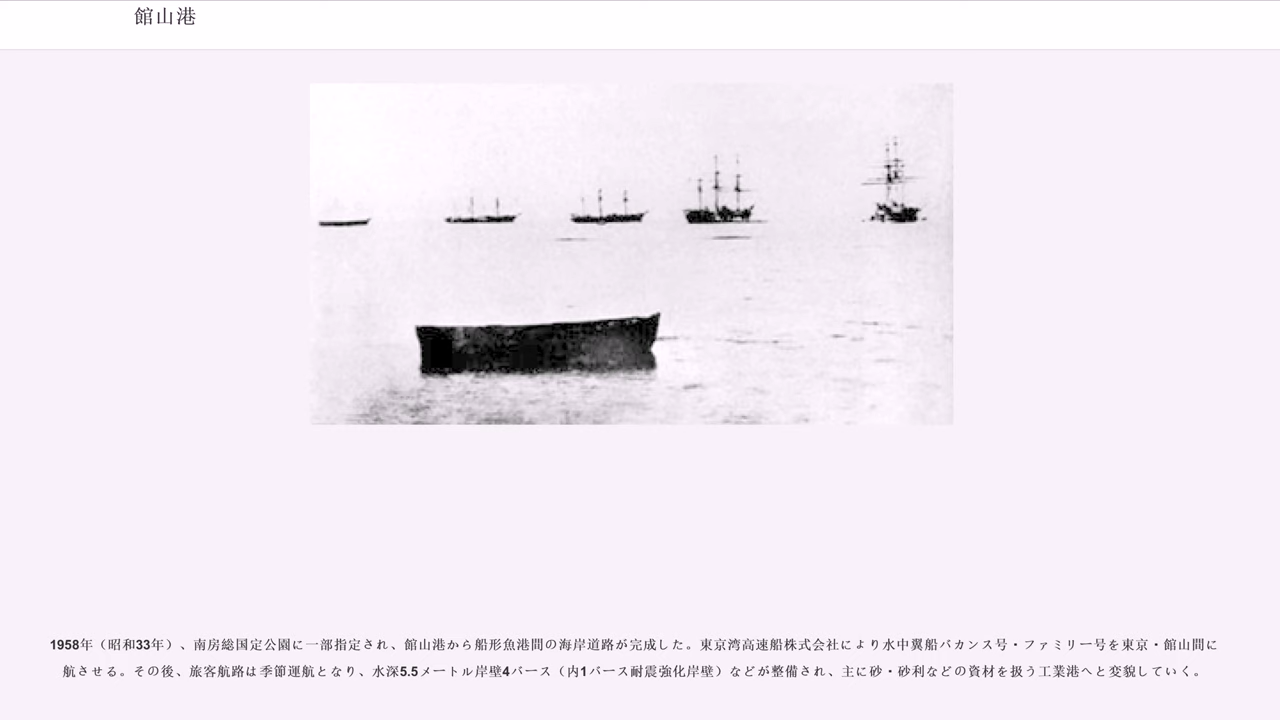 館山港
1958年（昭和33年）、南房総国定公園に一部指定され、館山港から船形魚港間の海岸道路が完成した。東京湾高速船株式会社により水中翼船バカンス号・ファミリー号を東京・館山間に
航させる。その後、旅客航路は季節運航となり、水深5.5メートル岸壁4バース（内1バース耐震強化岸壁）などが整備され、主に砂・砂利などの資材を扱う工業港へと変貌していく。